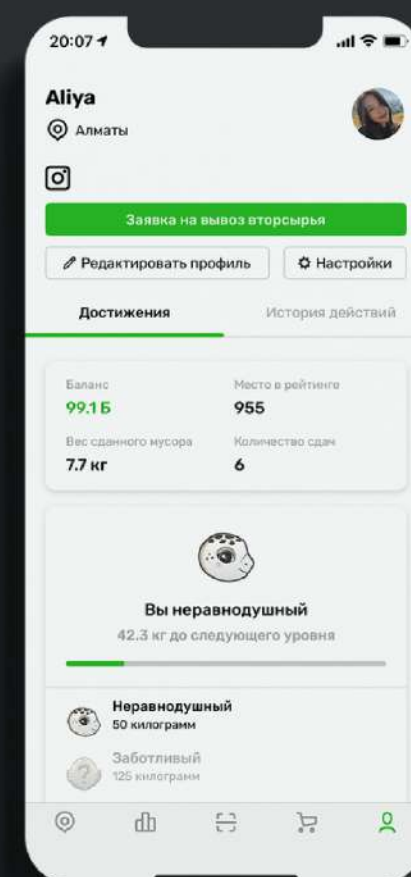 20:07
Aliya
Алматы
Заявка на вывоз вторсырья
Редактировать профиль
Настройки
Достижения
История действий
Баланс
Место в рейтинге
99.1 Б
955
Вес сданного мусора
Количество сдач
7.7 кг
6
Вы неравнодушный
42.3 кг до следующего уровня
Неравнодушный
50 килограмм
Заботливый
125 килограмм